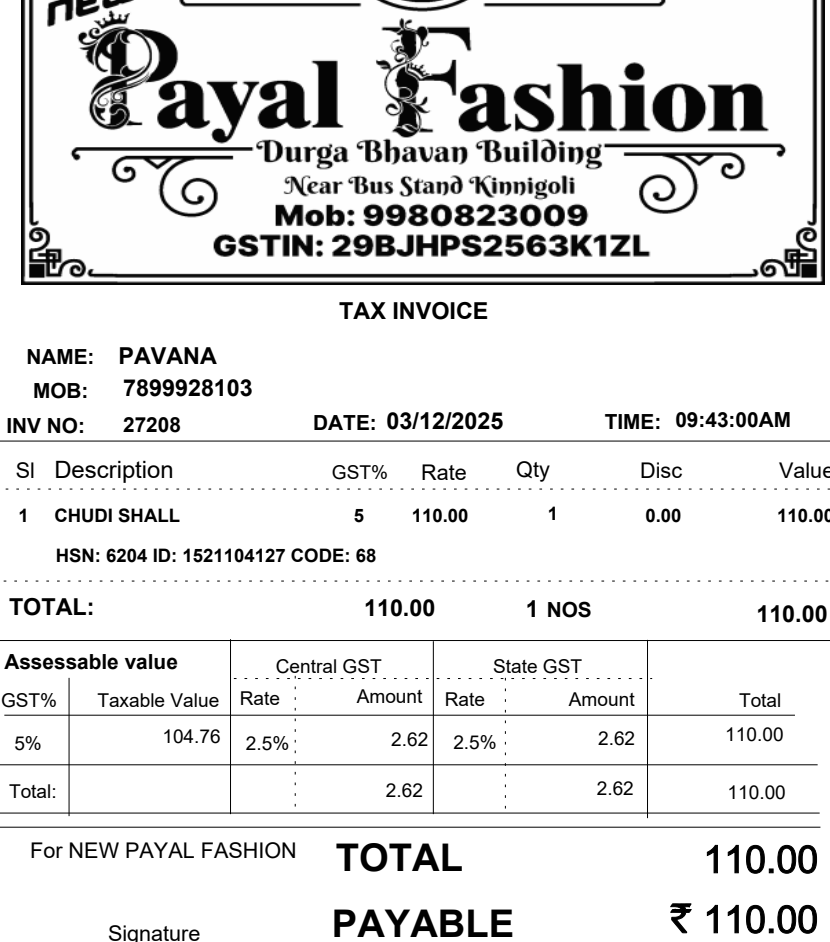 new
Payal Fashion
Durga Bhavan Building
Near Bus Stand Kinnigoli
Mob: 9980823009
GSTIN: 29BJHPS2563K1ZL
TAX INVOICE
NAME: PAVANA
MOB: 7899928103
INV NO: 27208 DATE: 03/12/2025 TIME: 09:43:00AM
Sl Description GST% Rate Qty Disc Value
1 CHUDI SHALL 5 110.00 1 0.00 110.00
HSN: 6204 ID: 1521104127 CODE: 68
TOTAL: 110.00 1 NOS 110.00
Assessable value Central GST State GST
GST% Taxable Value Rate Amount Rate Amount Total
5% 104.76 2.5% 2.62 2.5% 2.62 110.00
Total: 2.62 2.62 110.00
For NEW PAYAL FASHION TOTAL 110.00
Signature PAYABLE ₹ 110.00